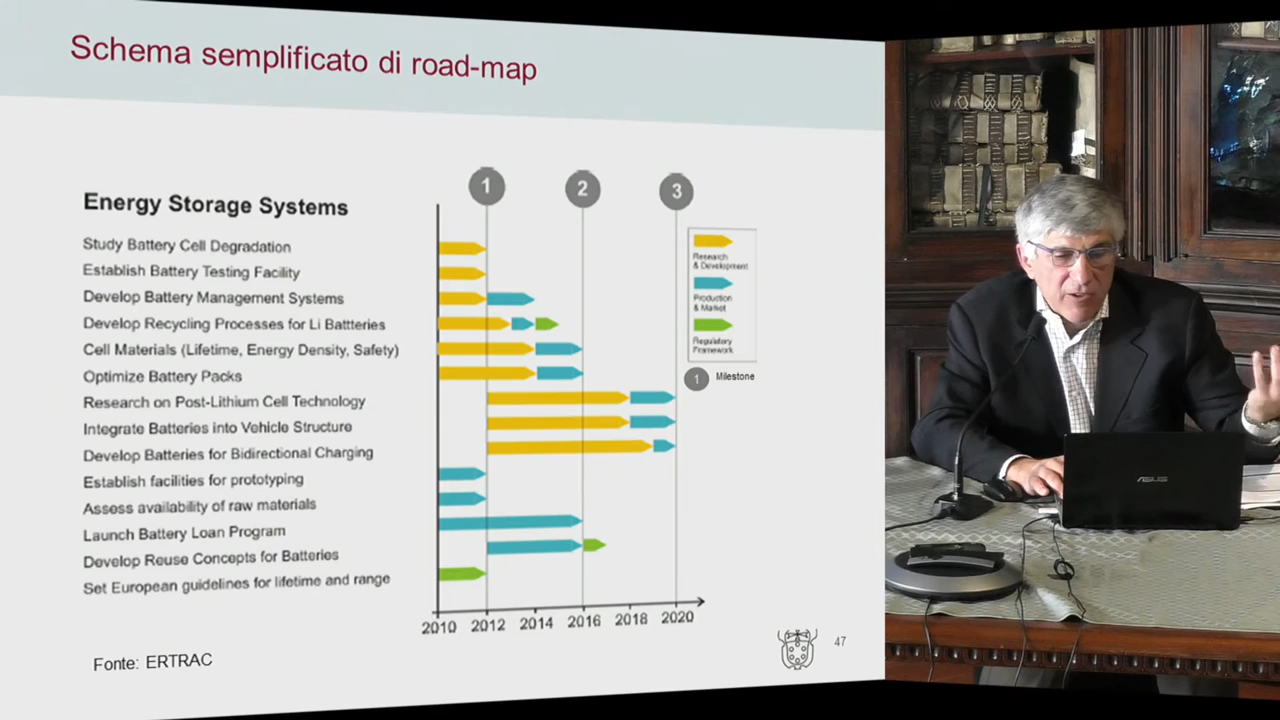 Schema semplificato di road-map
1
2
3
Energy Storage Systems
Study Battery Cell Degradation
Establish Battery Testing Facility
Develop Battery Management Systems
Develop Recycling Processes for Li Battteries
Cell Materials (Lifetime, Energy Density, Safety)
Optimize Battery Packs
Research on Post-Lithium Cell Technology
Integrate Batteries into Vehicle Structure
Develop Batteries for Bidirectional Charging
Establish facilities for prototyping
Assess availability of raw materials
Launch Battery Loan Program
Develop Reuse Concepts for Batteries
Set European guidelines for lifetime and range
Research
& Development
Production
& Market
Regulatory
Framework
1 Milestone
2010 2012 2014 2016 2018 2020
Fonte: ERTRAC
47
ASUS